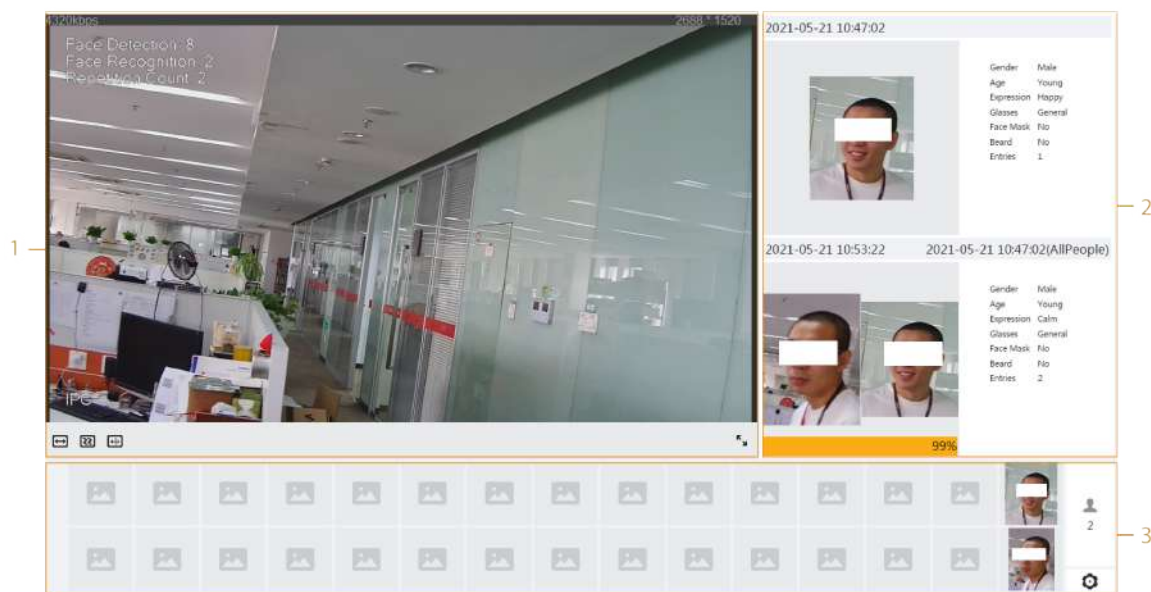 4320kbps
2688 * 1520
Face Detection 8
Face Recognition 2
Repetition Count 2
IPC
1
2021-05-21 10:47:02
Gender Male
Age Young
Expression Happy
Glasses General
Face Mask No
Beard No
Entries 1
2
2021-05-21 10:53:22 2021-05-21 10:47:02(AllPeople)
Gender Male
Age Young
Expression Calm
Glasses General
Face Mask No
Beard No
Entries 2
99%
2
3